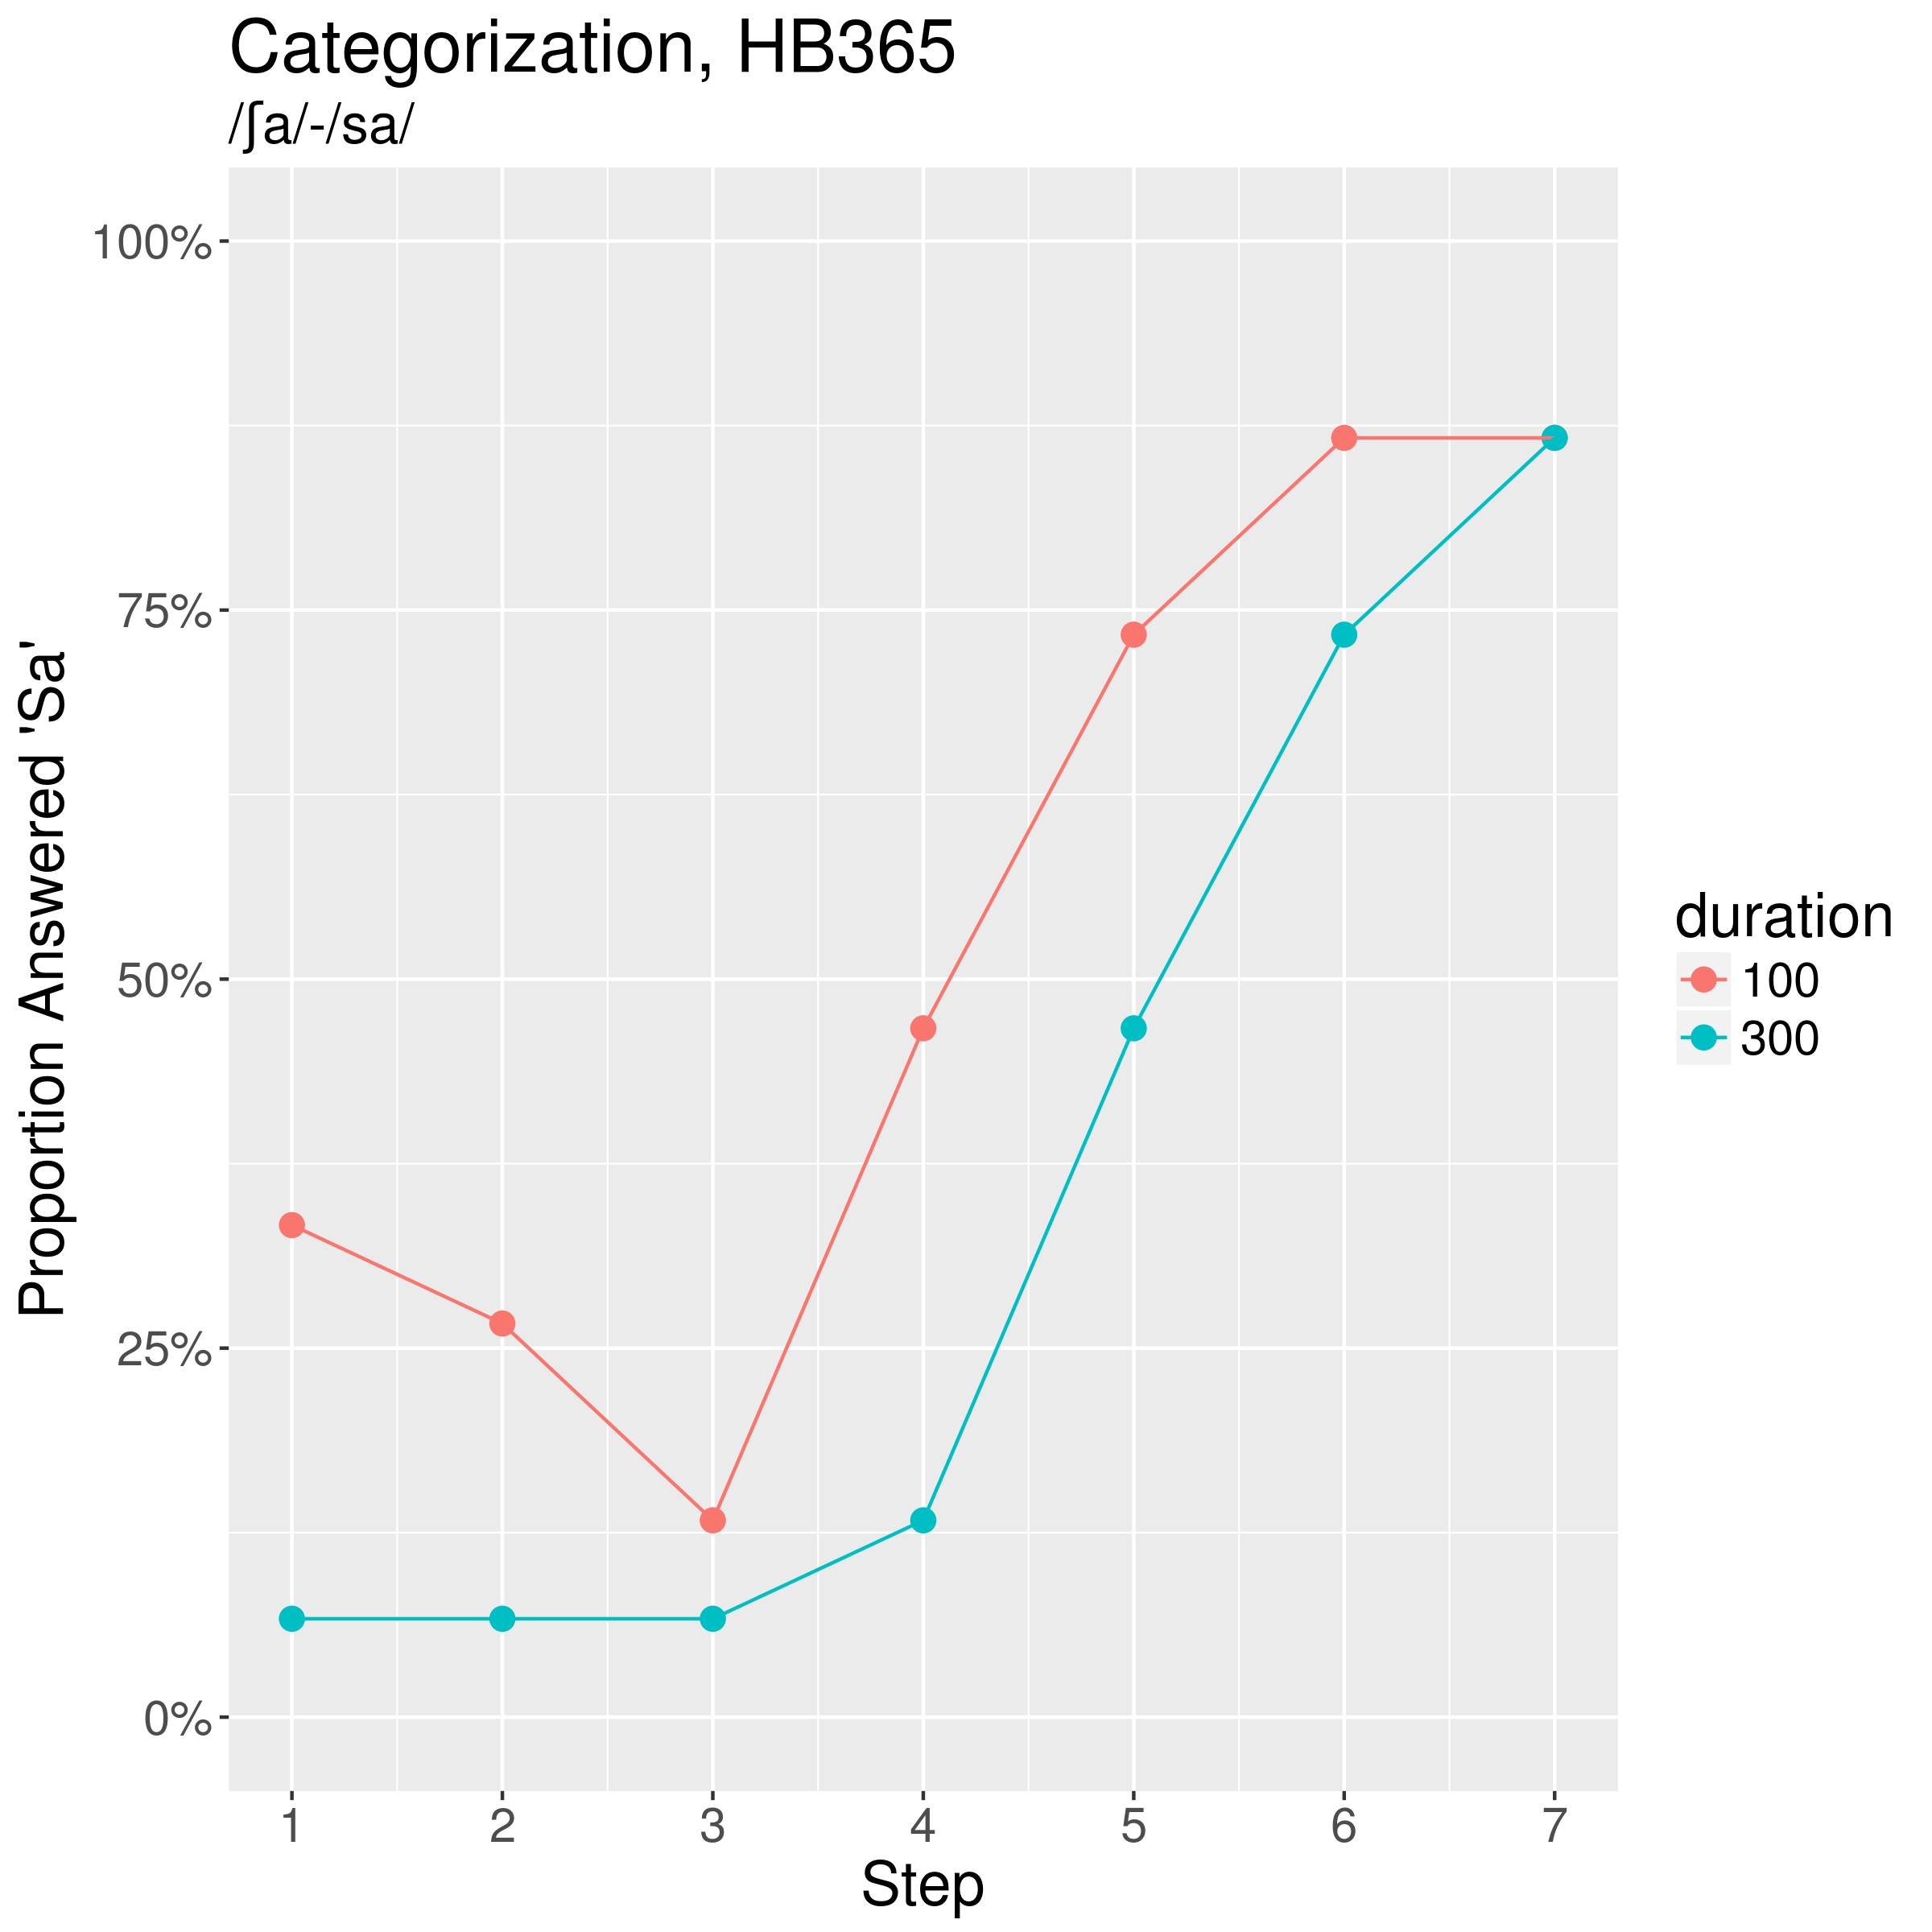 Categorization, HB365
/ʃa/-/sa/
100%
75%
50%
25%
0%
Proportion Answered 'Sa'
1 2 3 4 5 6 7
Step
duration
100
300